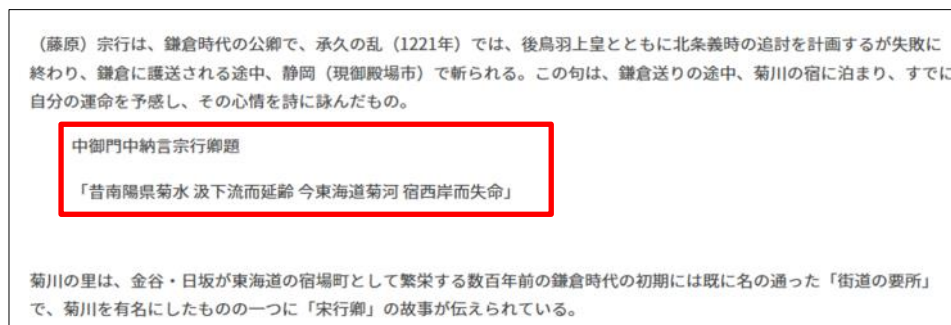 （藤原）宗行は、鎌倉時代の公卿で、承久の乱（1221年）では、後鳥羽上皇とともに北条義時の追討を計画するが失敗に
終わり、鎌倉に護送される途中、静岡（現御殿場市）で斬られる。この句は、鎌倉送りの途中、菊川の宿に泊まり、すでに
自分の運命を予感し、その心情を詩に詠んだもの。
中御門中納言宗行卿題
「昔南陽県菊水 汲下流而延齢 今東海道菊河 宿西岸而失命」
菊川の里は、金谷・日坂が東海道の宿場町として繁栄する数百年前の鎌倉時代の初期には既に名の通った「街道の要所」
で、菊川を有名にしたものの一つに「宋行卿」の故事が伝えられている。